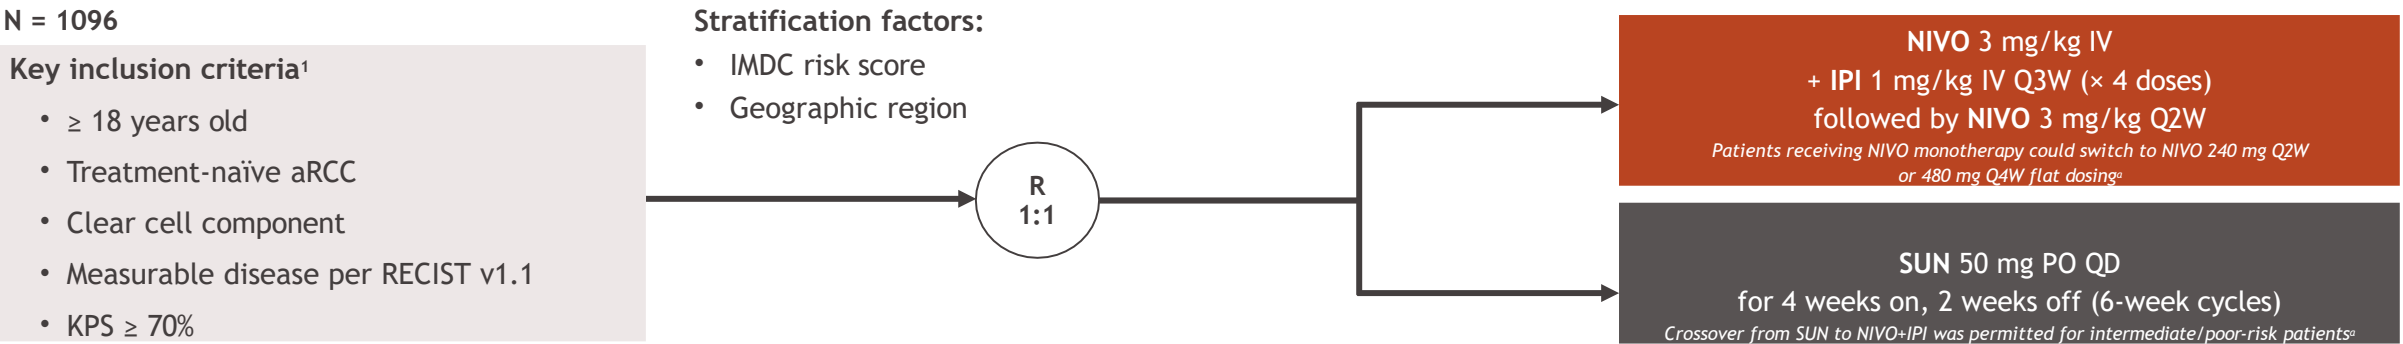 N = 1096
Key inclusion criteria¹
• ≥ 18 years old
• Treatment-naïve aRCC
• Clear cell component
• Measurable disease per RECIST v1.1
• KPS ≥ 70%
Stratification factors:
• IMDC risk score
• Geographic region
R
1:1
NIVO 3 mg/kg IV
+ IPI 1 mg/kg IV Q3W (× 4 doses)
followed by NIVO 3 mg/kg Q2W
Patients receiving NIVO monotherapy could switch to NIVO 240 mg Q2W
or 480 mg Q4W flat dosingᵃ
SUN 50 mg PO QD
for 4 weeks on, 2 weeks off (6-week cycles)
Crossover from SUN to NIVO+IPI was permitted for intermediate/poor-risk patientsᵃ